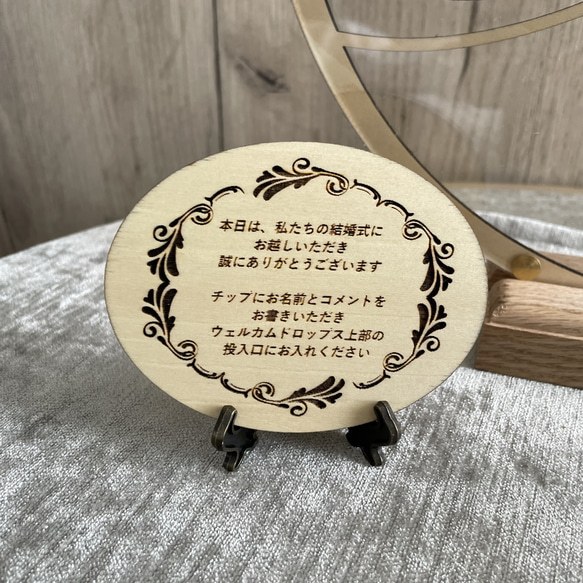 本日は、私たちの結婚式に
お越しいただき
誠にありがとうございます
チップにお名前とコメントを
お書きいただき
ウェルカムドロップス上部の
投入口にお入れください